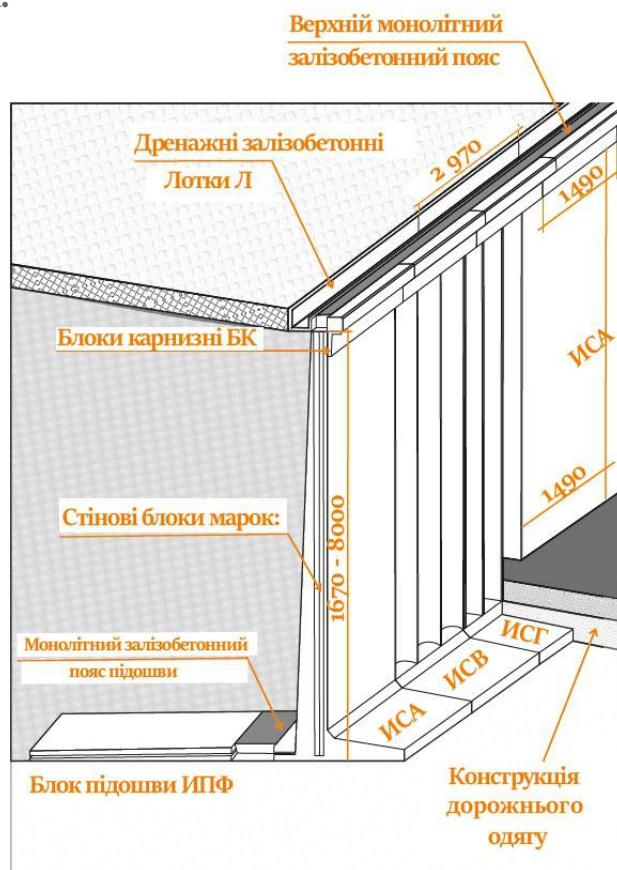 Верхній монолітний
залізобетонний пояс
Дренажні залізобетонні
Лотки Л
2 970
1490
Блоки карнизні БК
ИСА
1490
Стінові блоки марок:
1670 - 8000
Монолітний залізобетонний
пояс підошви
ИСГ
ИСВ
ИСА
Блок підошви ИПФ
Конструкція
дорожнього
одягу